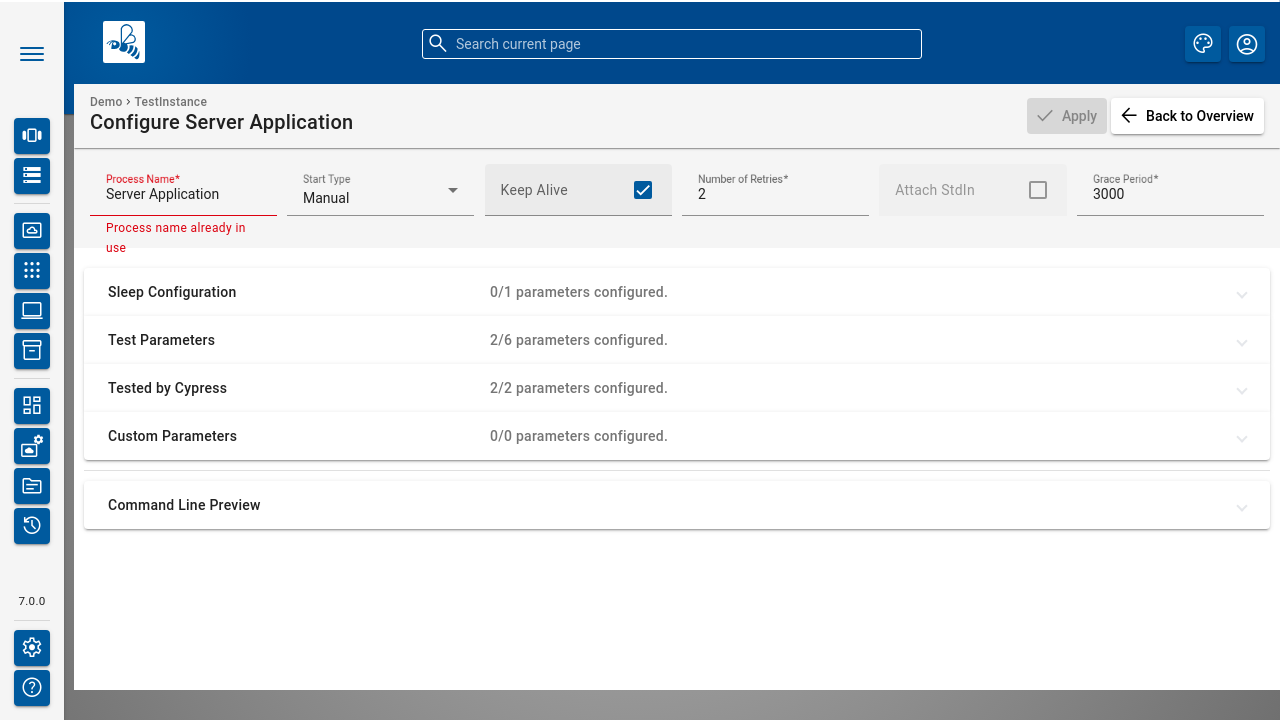 Search current page
Demo › TestInstance
Configure Server Application
Apply
Back to Overview
Process Name*
Server Application
Process name already in
use
Start Type
Manual
Keep Alive
Number of Retries*
2
Attach StdIn
Grace Period*
3000
Sleep Configuration 0/1 parameters configured.
Test Parameters 2/6 parameters configured.
Tested by Cypress 2/2 parameters configured.
Custom Parameters 0/0 parameters configured.
Command Line Preview
7.0.0